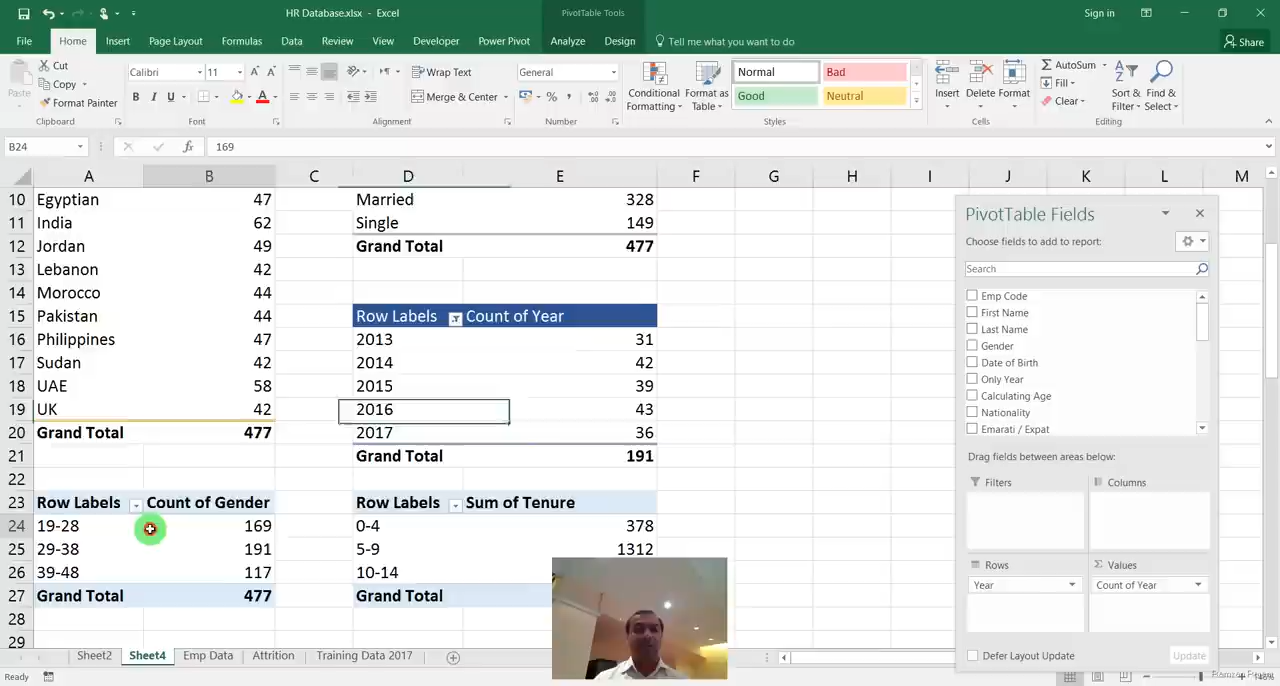 HR Database.xlsx - Excel
PivotTable Tools
Sign in
File
Home
Insert
Page Layout
Formulas
Data
Review
View
Developer
Power Pivot
Analyze
Design
Tell me what you want to do...
Share
Paste
Cut
Copy
Format Painter
Clipboard
Calibri
11
B I U
Font
Wrap Text
Merge & Center
Alignment
General
Number
Conditional Formatting
Format as Table
Normal
Bad
Good
Neutral
Styles
Insert
Delete
Format
Cells
AutoSum
Fill
Clear
Sort & Filter
Find & Select
Editing
B24
fx
169
A B C D E F G H I J K L M
10 Egyptian 47 Married 328
11 India 62 Single 149
12 Jordan 49 Grand Total 477
13 Lebanon 42
14 Morocco 44
15 Pakistan 44 Row Labels Count of Year
16 Philippines 47 2013 31
17 Sudan 42 2014 42
18 UAE 58 2015 39
19 UK 42 2016 43
20 Grand Total 477 2017 36
21 Grand Total 191
22
23 Row Labels Count of Gender Row Labels Sum of Tenure
24 19-28 169 0-4 378
25 29-38 191 5-9 1312
26 39-48 117 10-14
27 Grand Total 477 Grand Total
28
29
PivotTable Fields
Choose fields to add to report:
Search
Emp Code
First Name
Last Name
Gender
Date of Birth
Only Year
Calculating Age
Nationality
Emarati / Expat
Drag fields between areas below:
Filters
Columns
Rows
Values
Year
Count of Year
Defer Layout Update
Update
Sheet2
Sheet4
Emp Data
Attrition
Training Data 2017
Ready